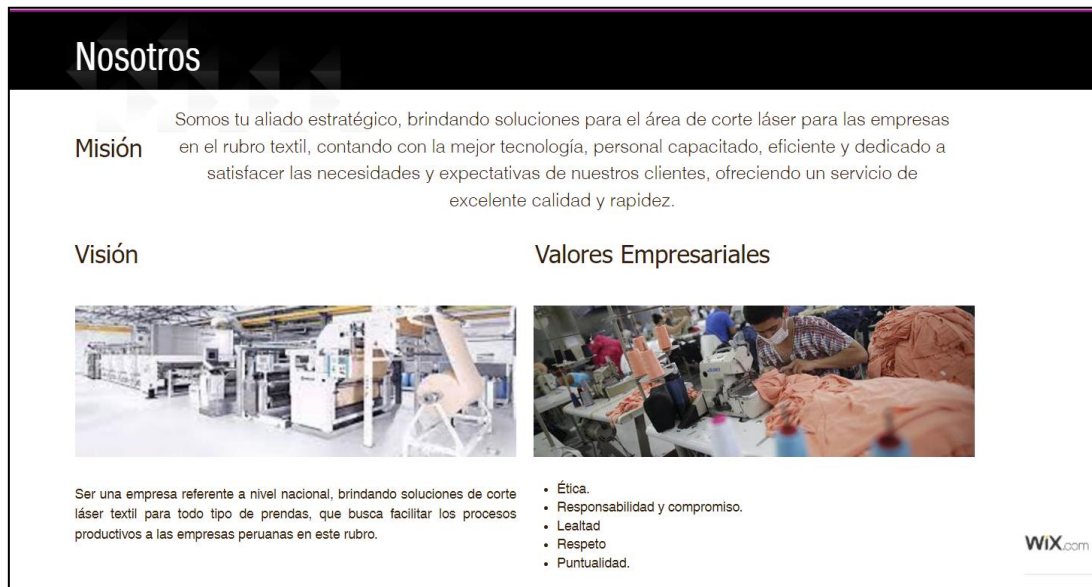 Nosotros
Misión
Somos tu aliado estratégico, brindando soluciones para el área de corte láser para las empresas
en el rubro textil, contando con la mejor tecnología, personal capacitado, eficiente y dedicado a
satisfacer las necesidades y expectativas de nuestros clientes, ofreciendo un servicio de
excelente calidad y rapidez.
Visión
Ser una empresa referente a nivel nacional, brindando soluciones de corte
láser textil para todo tipo de prendas, que busca facilitar los procesos
productivos a las empresas peruanas en este rubro.
Valores Empresariales
• Ética.
• Responsabilidad y compromiso.
• Lealtad
• Respeto
• Puntualidad.
WiX.com